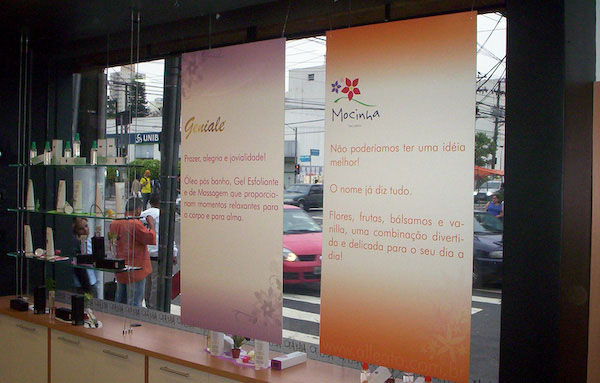 Geniale
Prazer, alegria e jovialidade!
Óleo pós banho, Gel Esfoliante
e de Massagem que proporcio-
nam momentos relaxantes para
o corpo e para alma.
UNIB
Mocinha
Não poderíamos ter uma idéia
melhor!
O nome já diz tudo.
Flores, frutas, bálsamos e va-
nilla, uma combinação diverti-
da e delicada para o seu dia a
dia!